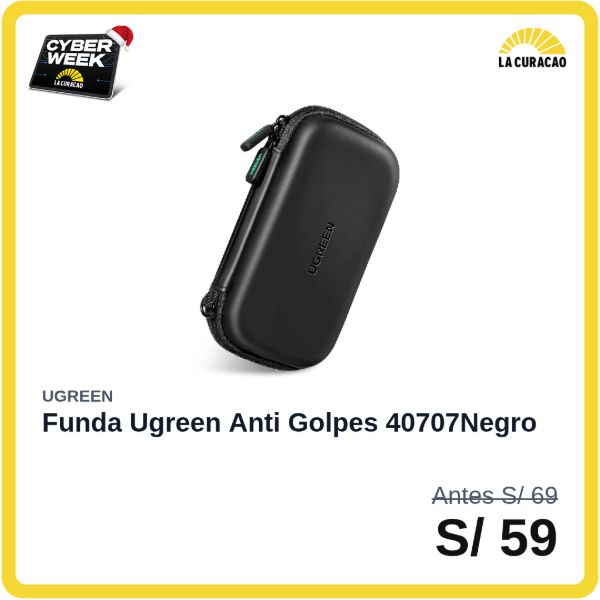 CYBER
WEEK
LA CURACAO
LA CURACAO
UGREEN
UGREEN
Funda Ugreen Anti Golpes 40707Negro
Antes S/ 69
S/ 59